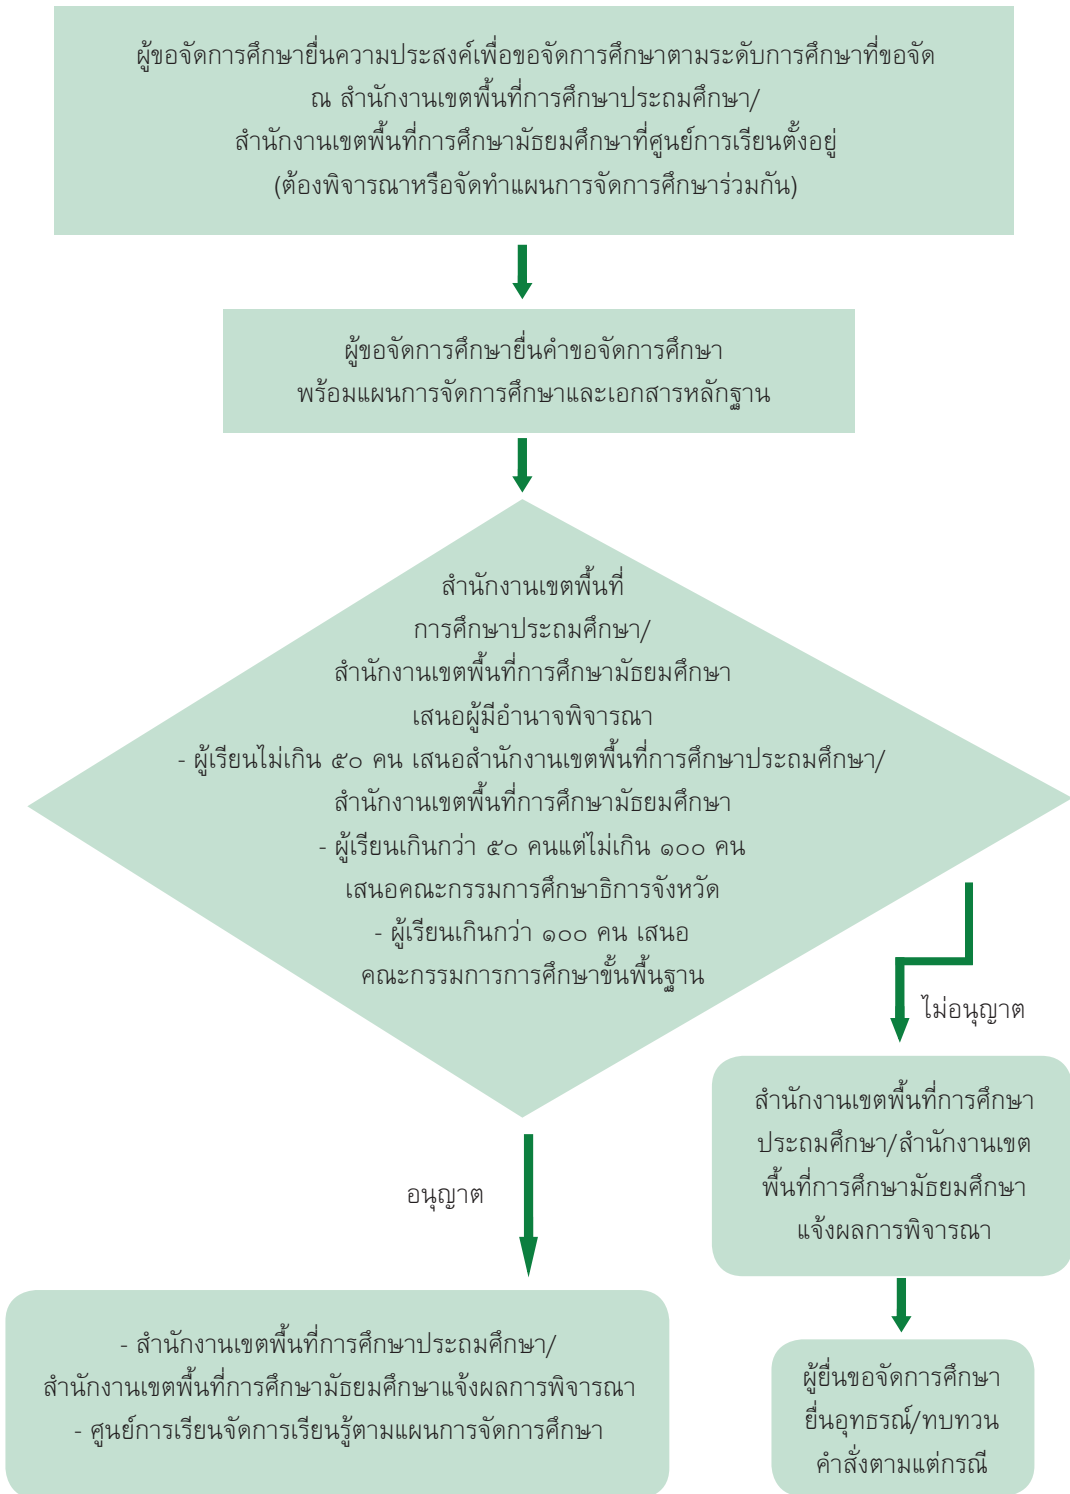 ผู้ขอจัดการศึกษายื่นความประสงค์เพื่อขอจัดการศึกษาตามระดับการศึกษาที่ขอจัด
ณ สำนักงานเขตพื้นที่การศึกษาประถมศึกษา/
สำนักงานเขตพื้นที่การศึกษามัธยมศึกษาที่ศูนย์การเรียนตั้งอยู่
(ต้องพิจารณาหรือจัดทำแผนการจัดการศึกษาร่วมกัน)
ผู้ขอจัดการศึกษายื่นคำขอจัดการศึกษา
พร้อมแผนการจัดการศึกษาและเอกสารหลักฐาน
สำนักงานเขตพื้นที่
การศึกษาประถมศึกษา/
สำนักงานเขตพื้นที่การศึกษามัธยมศึกษา
เสนอผู้มีอำนาจพิจารณา
- ผู้เรียนไม่เกิน ๕๐ คน เสนอสำนักงานเขตพื้นที่การศึกษาประถมศึกษา/
สำนักงานเขตพื้นที่การศึกษามัธยมศึกษา
- ผู้เรียนเกินกว่า ๕๐ คนแต่ไม่เกิน ๑๐๐ คน
เสนอคณะกรรมการศึกษาธิการจังหวัด
- ผู้เรียนเกินกว่า ๑๐๐ คน เสนอ
คณะกรรมการการศึกษาขั้นพื้นฐาน
ไม่อนุญาต
สำนักงานเขตพื้นที่การศึกษา
ประถมศึกษา/สำนักงานเขต
พื้นที่การศึกษามัธยมศึกษา
แจ้งผลการพิจารณา
อนุญาต
- สำนักงานเขตพื้นที่การศึกษาประถมศึกษา/
สำนักงานเขตพื้นที่การศึกษามัธยมศึกษาแจ้งผลการพิจารณา
- ศูนย์การเรียนจัดการเรียนรู้ตามแผนการจัดการศึกษา
ผู้ยื่นขอจัดการศึกษา
ยื่นอุทธรณ์/ทบทวน
คำสั่งตามแต่กรณี